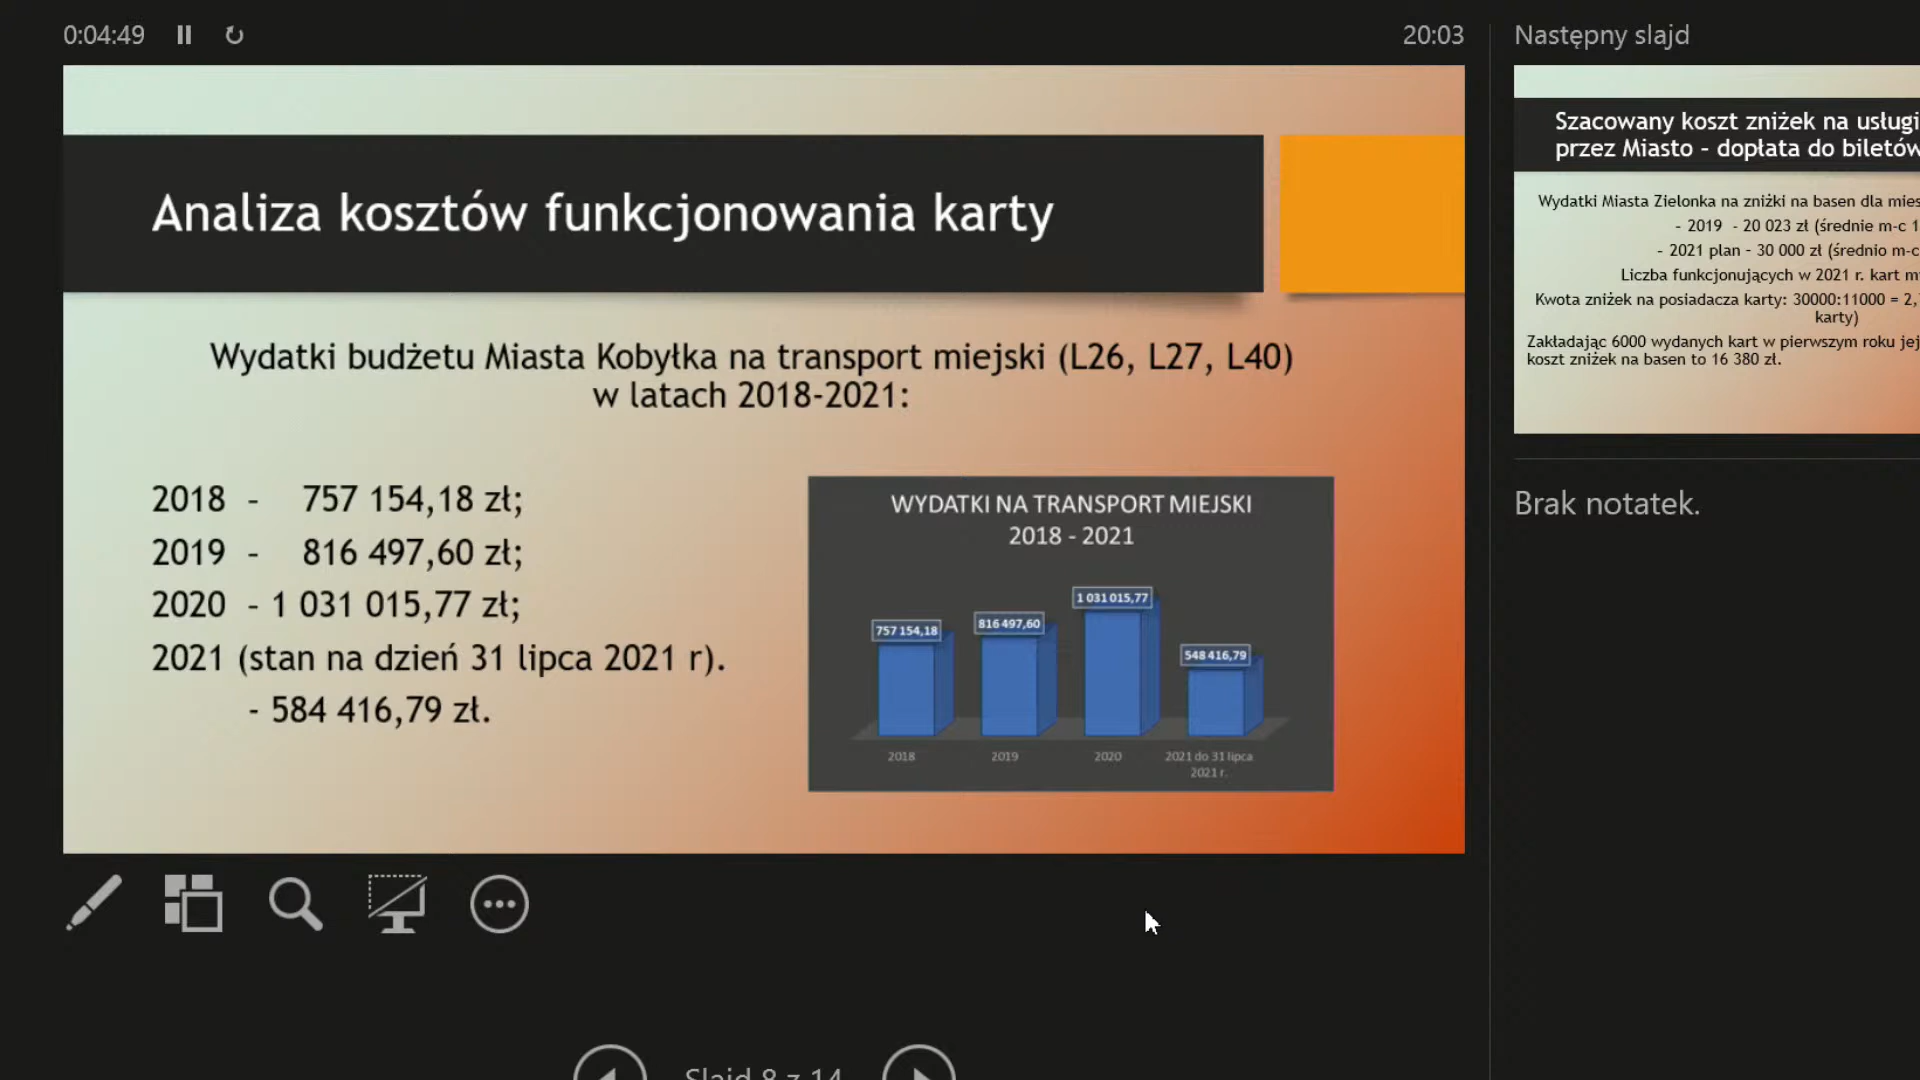 0:04:49
20:03
Następny slajd
Analiza kosztów funkcjonowania karty
Wydatki budżetu Miasta Kobyłka na transport miejski (L26, L27, L40)
w latach 2018-2021:
2018 - 757 154,18 zł;
2019 - 816 497,60 zł;
2020 - 1 031 015,77 zł;
2021 (stan na dzień 31 lipca 2021 r).
- 584 416,79 zł.
WYDATKI NA TRANSPORT MIEJSKI
2018 - 2021
757 154,18
816 497,60
1 031 015,77
548 416,79
2018
2019
2020
2021 do 31 lipca
2021 r.
Szacowany koszt zniżek na usługi
przez Miasto - dopłata do biletów
Wydatki Miasta Zielonka na zniżki na basen dla
- 2019 - 20 023 zł (średnie m-c
- 2021 plan - 30 000 zł (średnio m-c
Liczba funkcjonujących w 2021 r. kart
Kwota zniżek na posiadacza karty: 30000:11000 = 2,
karty)
Zakładając 6000 wydanych kart w pierwszym roku jej
koszt zniżek na basen to 16 380 zł.
Brak notatek.
Slajd 8 z 14